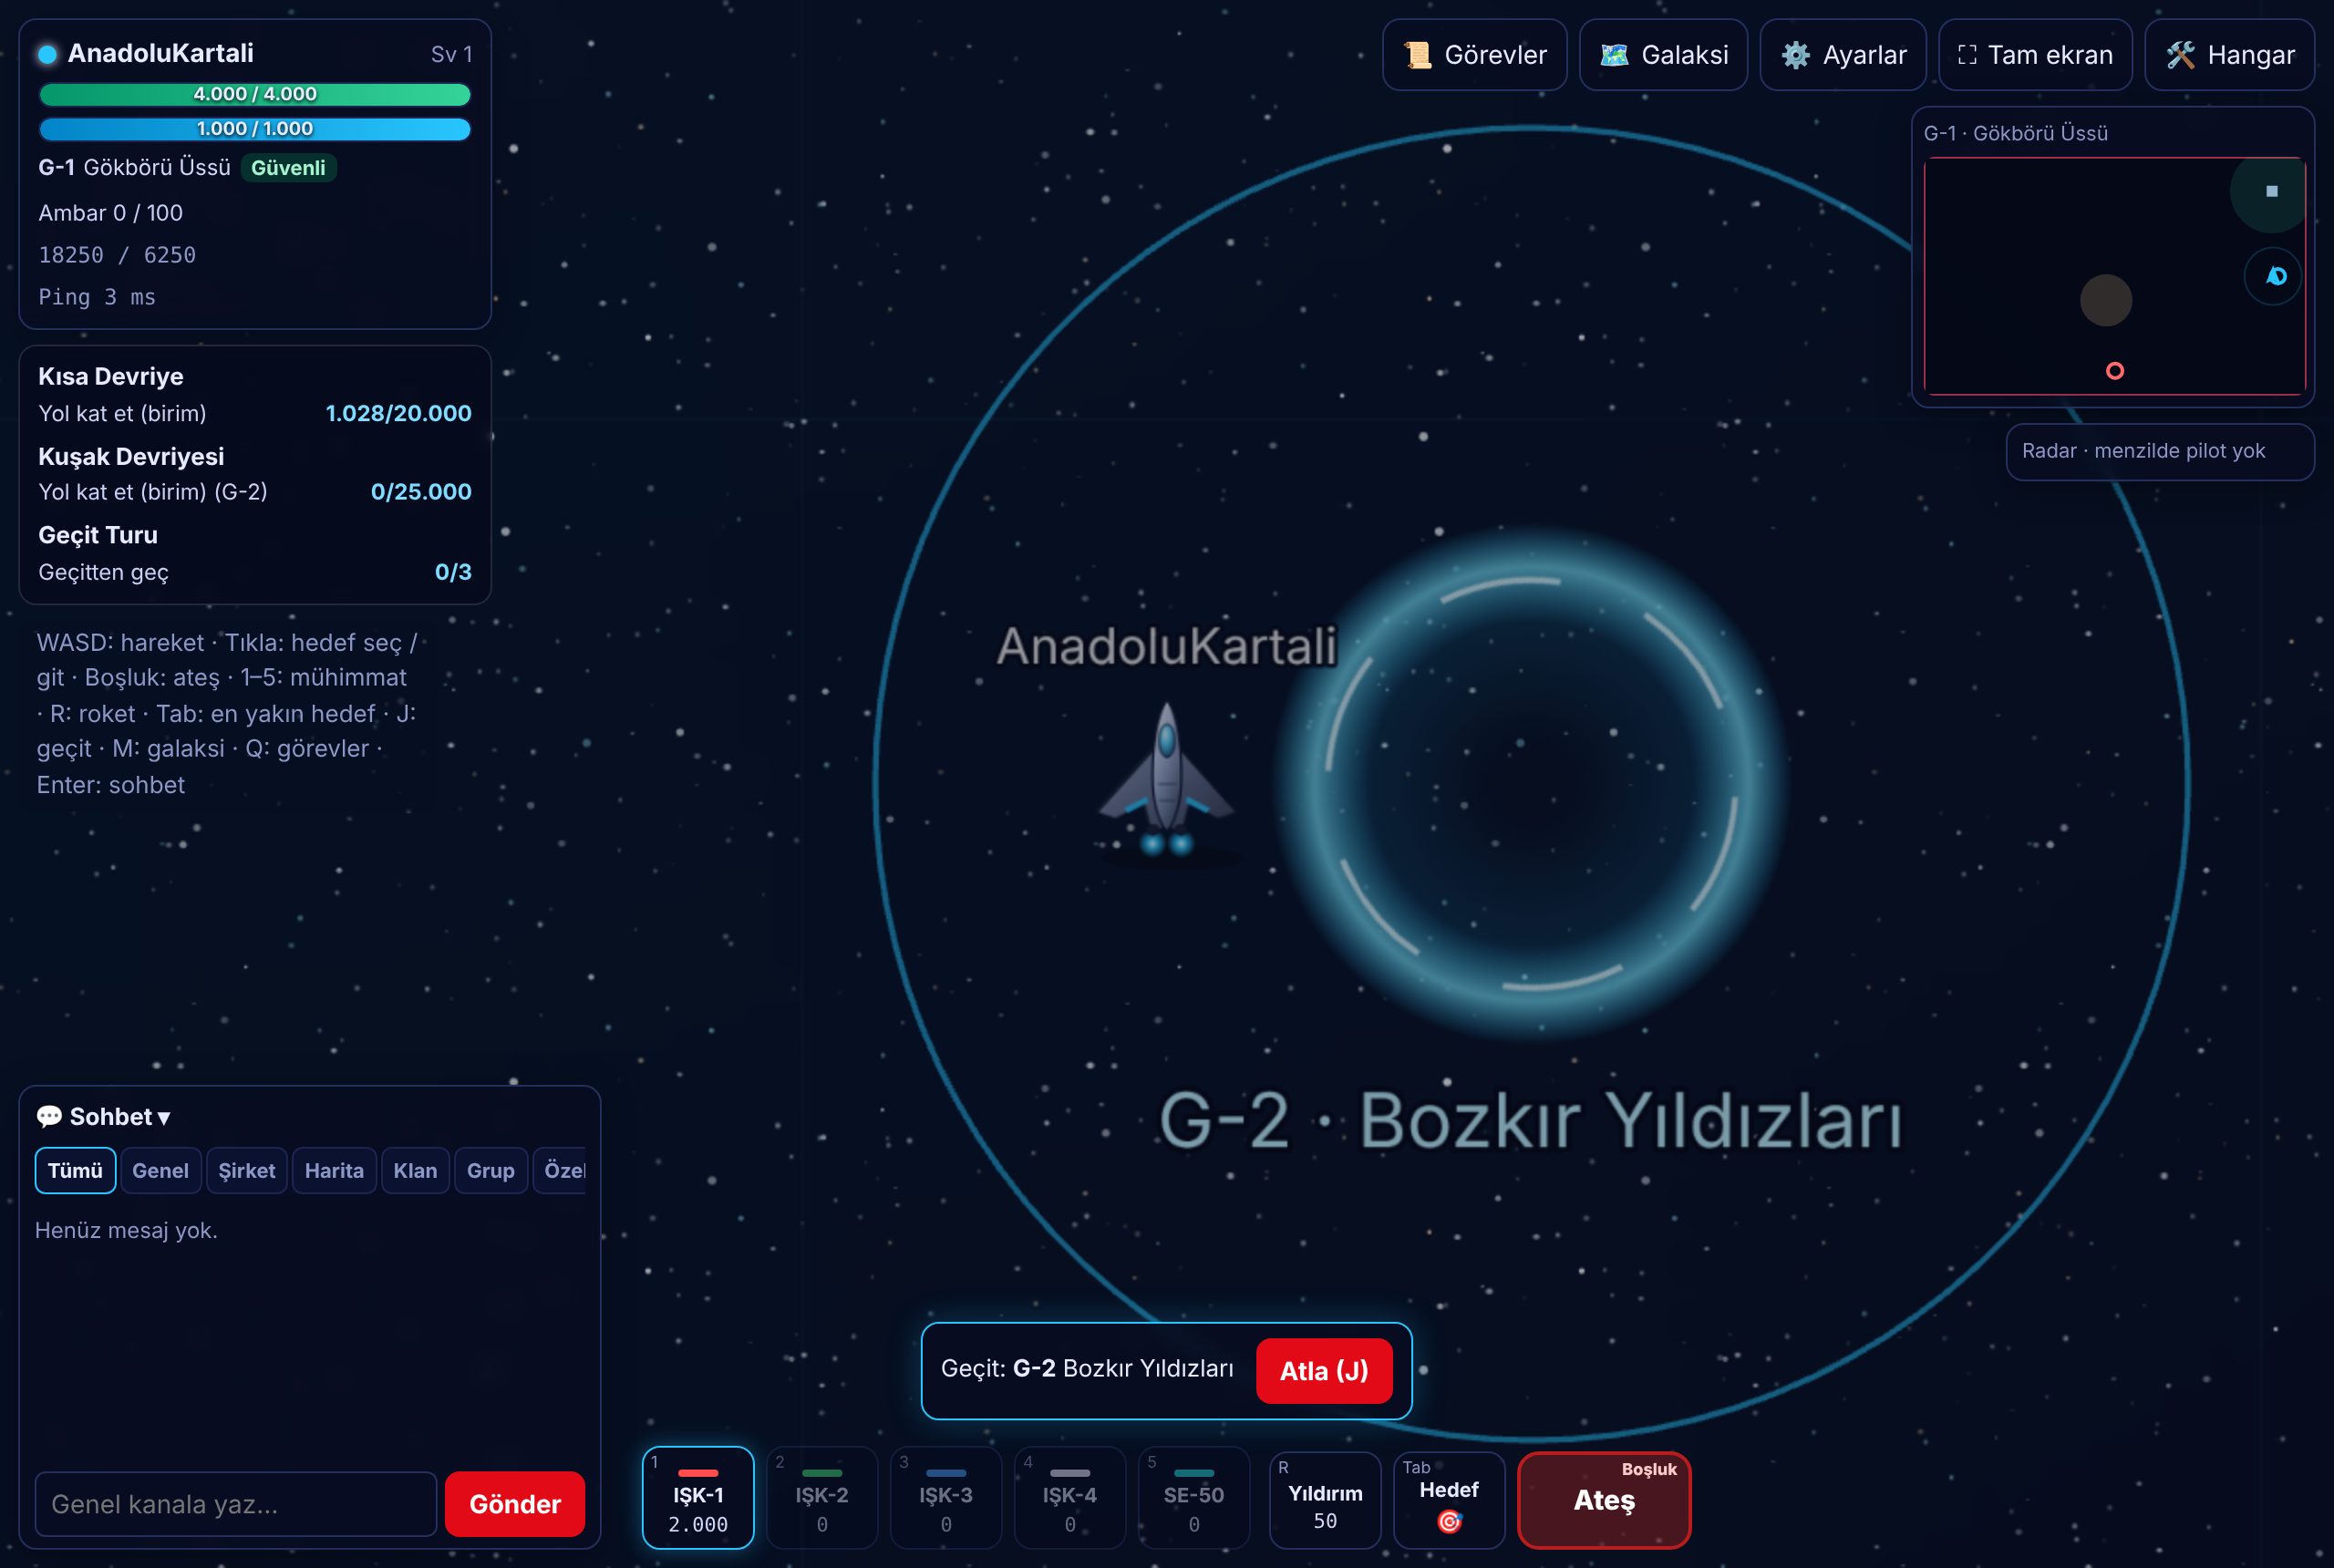 AnadoluKartali Sv 1
4.000 / 4.000
1.000 / 1.000
G-1 Gökbörü Üssü Güvenli
Ambar 0 / 100
18250 / 6250
Ping 3 ms
Kısa Devriye
Yol kat et (birim) 1.028/20.000
Kuşak Devriyesi
Yol kat et (birim) (G-2) 0/25.000
Geçit Turu
Geçitten geç 0/3
WASD: hareket · Tıkla: hedef seç /
git · Boşluk: ateş · 1–5: mühimmat
· R: roket · Tab: en yakın hedef · J:
geçit · M: galaksi · Q: görevler ·
Enter: sohbet
Görevler Galaksi Ayarlar Tam ekran Hangar
G-1 · Gökbörü Üssü
Radar · menzilde pilot yok
AnadoluKartali
G-2 · Bozkır Yıldızları
Sohbet ▾
Tümü Genel Şirket Harita Klan Grup Özel
Henüz mesaj yok.
Genel kanala yaz... Gönder
Geçit: G-2 Bozkır Yıldızları Atla (J)
1 IŞK-1 2.000
2 IŞK-2 0
3 IŞK-3 0
4 IŞK-4 0
5 SE-50 0
R Yıldırım 50
Tab Hedef
Boşluk Ateş